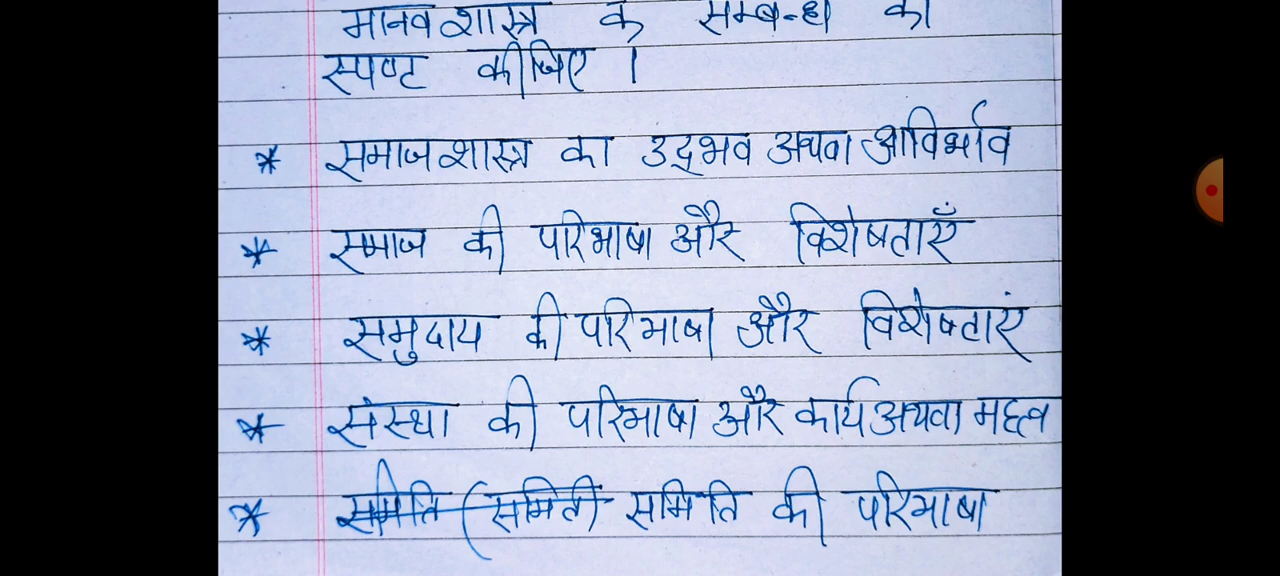 मानवशास्त्र के सम्बन्ध को
स्पष्ट कीजिए ।
* समाजशास्त्र का उद्भव अथवा आविर्भाव
* समाज की परिभाषा और विशेषताएँ
* समुदाय की परिभाषा और विशेषताएं
* संस्था की परिभाषा और कार्य अथवा महत्व
* समिति (समिती) समिति की परिभाषा